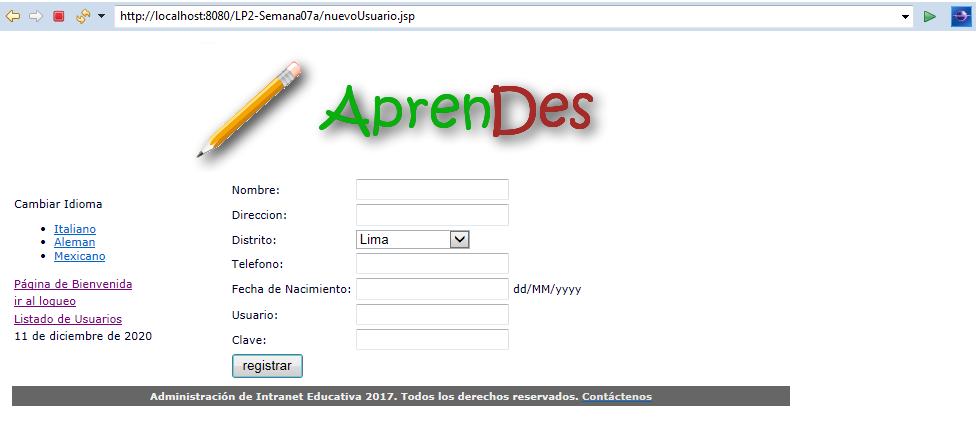 http://localhost:8080/LP2-Semana07a/nuevoUsuario.jsp
AprenDes
Cambiar Idioma
Italiano
Aleman
Mexicano
Página de Bienvenida
ir al logueo
Listado de Usuarios
11 de diciembre de 2020
Nombre:
Direccion:
Distrito: Lima
Telefono:
Fecha de Nacimiento: dd/MM/yyyy
Usuario:
Clave:
registrar
Administración de Intranet Educativa 2017. Todos los derechos reservados. Contáctenos